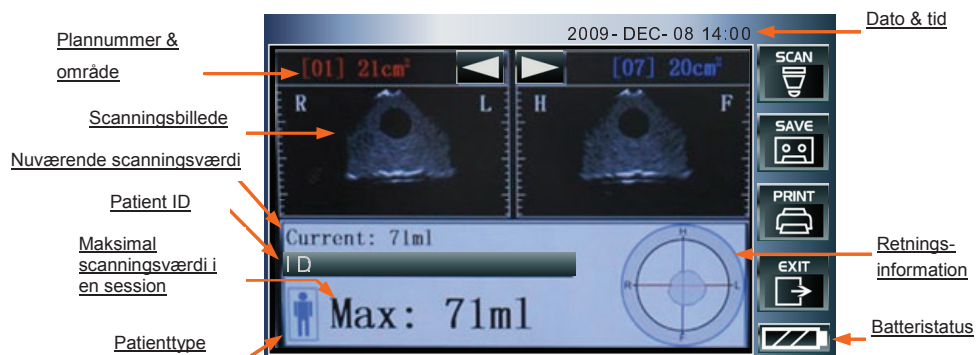 Dato & tid
2009- DEC- 08 14:00
Plannummer &
område
[01] 21cm²
[07] 20cm²
SCAN
R
L
H
F
Scanningsbillede
SAVE
Nuværende scanningsværdi
Patient ID
PRINT
Current: 71ml
H
ID
R
L
F
Maksimal
scanningsværdi i
en session
Max: 71ml
Retnings-
information
EXIT
Patienttype
Batteristatus